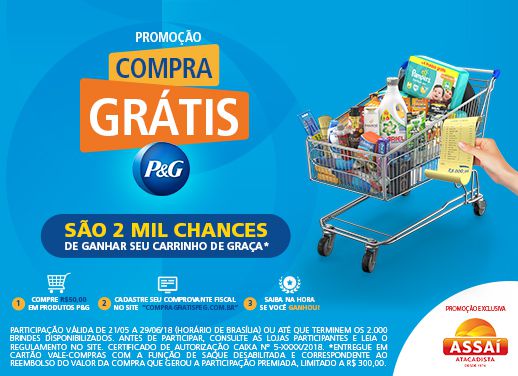 PROMOÇÃO
COMPRA
GRÁTIS
P&G
SÃO 2 MIL CHANCES
DE GANHAR SEU CARRINHO DE GRAÇA*
1 COMPRE R$50,00
EM PRODUTOS P&G
2 CADASTRE SEU COMPROVANTE FISCAL
NO SITE "COMPRAGRATISPEG.COM.BR"
3 SAIBA NA HORA
SE GANHOU!
PARTICIPAÇÃO VÁLIDA DE 21/05 A 29/06/18 (HORÁRIO DE BRASÍLIA) OU ATÉ QUE TERMINEM OS 2.000
BRINDES DISPONIBILIZADOS. ANTES DE PARTICIPAR, CONSULTE AS LOJAS PARTICIPANTES E LEIA O
REGULAMENTO NO SITE. CERTIFICADO DE AUTORIZAÇÃO CAIXA Nº 5-XXXX/2018. *ENTREGUE EM
CARTÃO VALE-COMPRAS COM A FUNÇÃO DE SAQUE DESABILITADA E CORRESPONDENTE AO
REEMBOLSO DO VALOR DA COMPRA QUE GEROU A PARTICIPAÇÃO PREMIADA, LIMITADO A R$ 300,00.
Pampers
ARIEL
PROMOÇÃO EXCLUSIVA
ASSAÍ
ATACADISTA
DESDE 1974